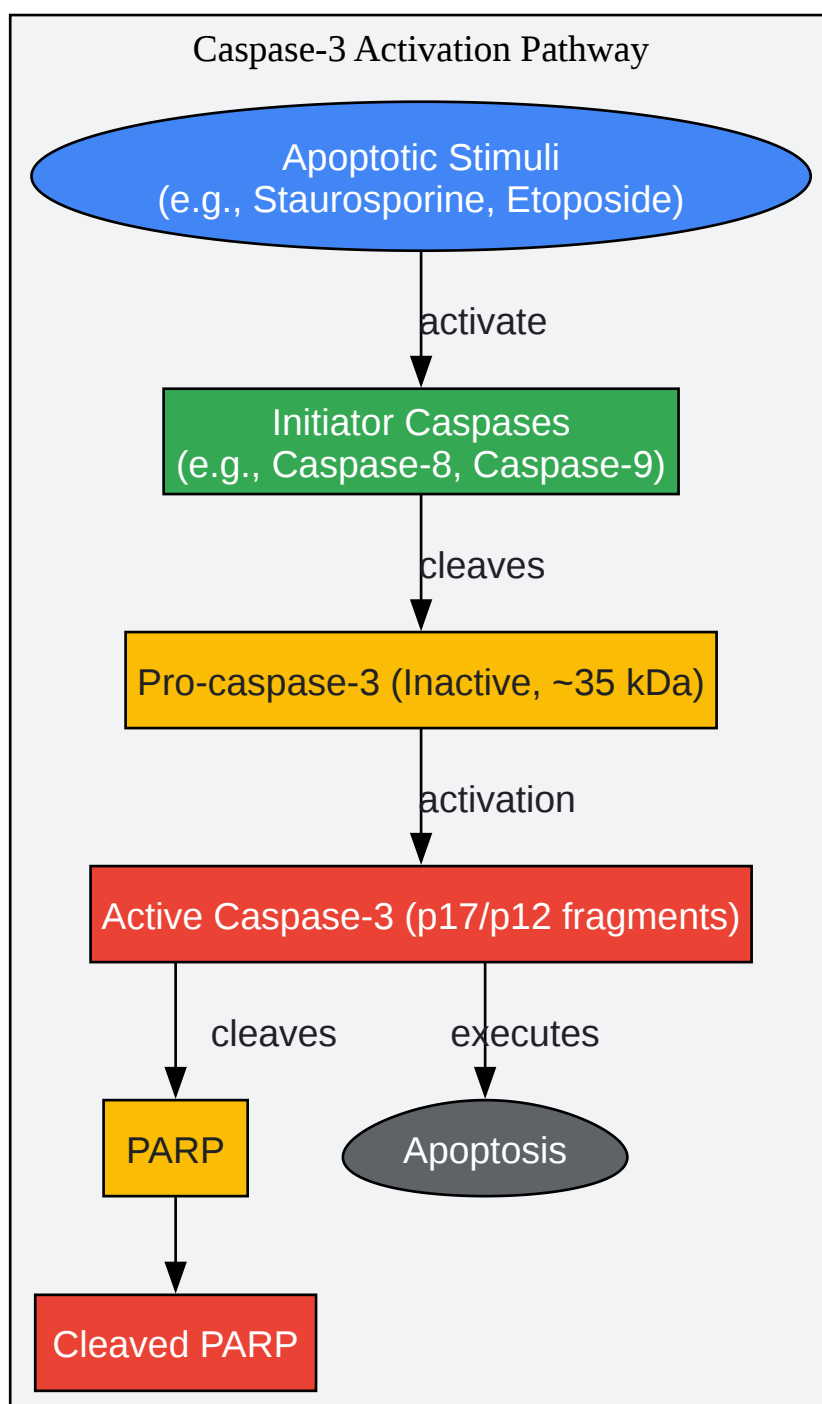 Caspase-3 Activation Pathway
Apoptotic Stimuli
(e.g., Staurosporine, Etoposide)
activate
Initiator Caspases
(e.g., Caspase-8, Caspase-9)
cleaves
Pro-caspase-3 (Inactive, ~35 kDa)
activation
Active Caspase-3 (p17/p12 fragments)
cleaves
executes
PARP
Apoptosis
Cleaved PARP